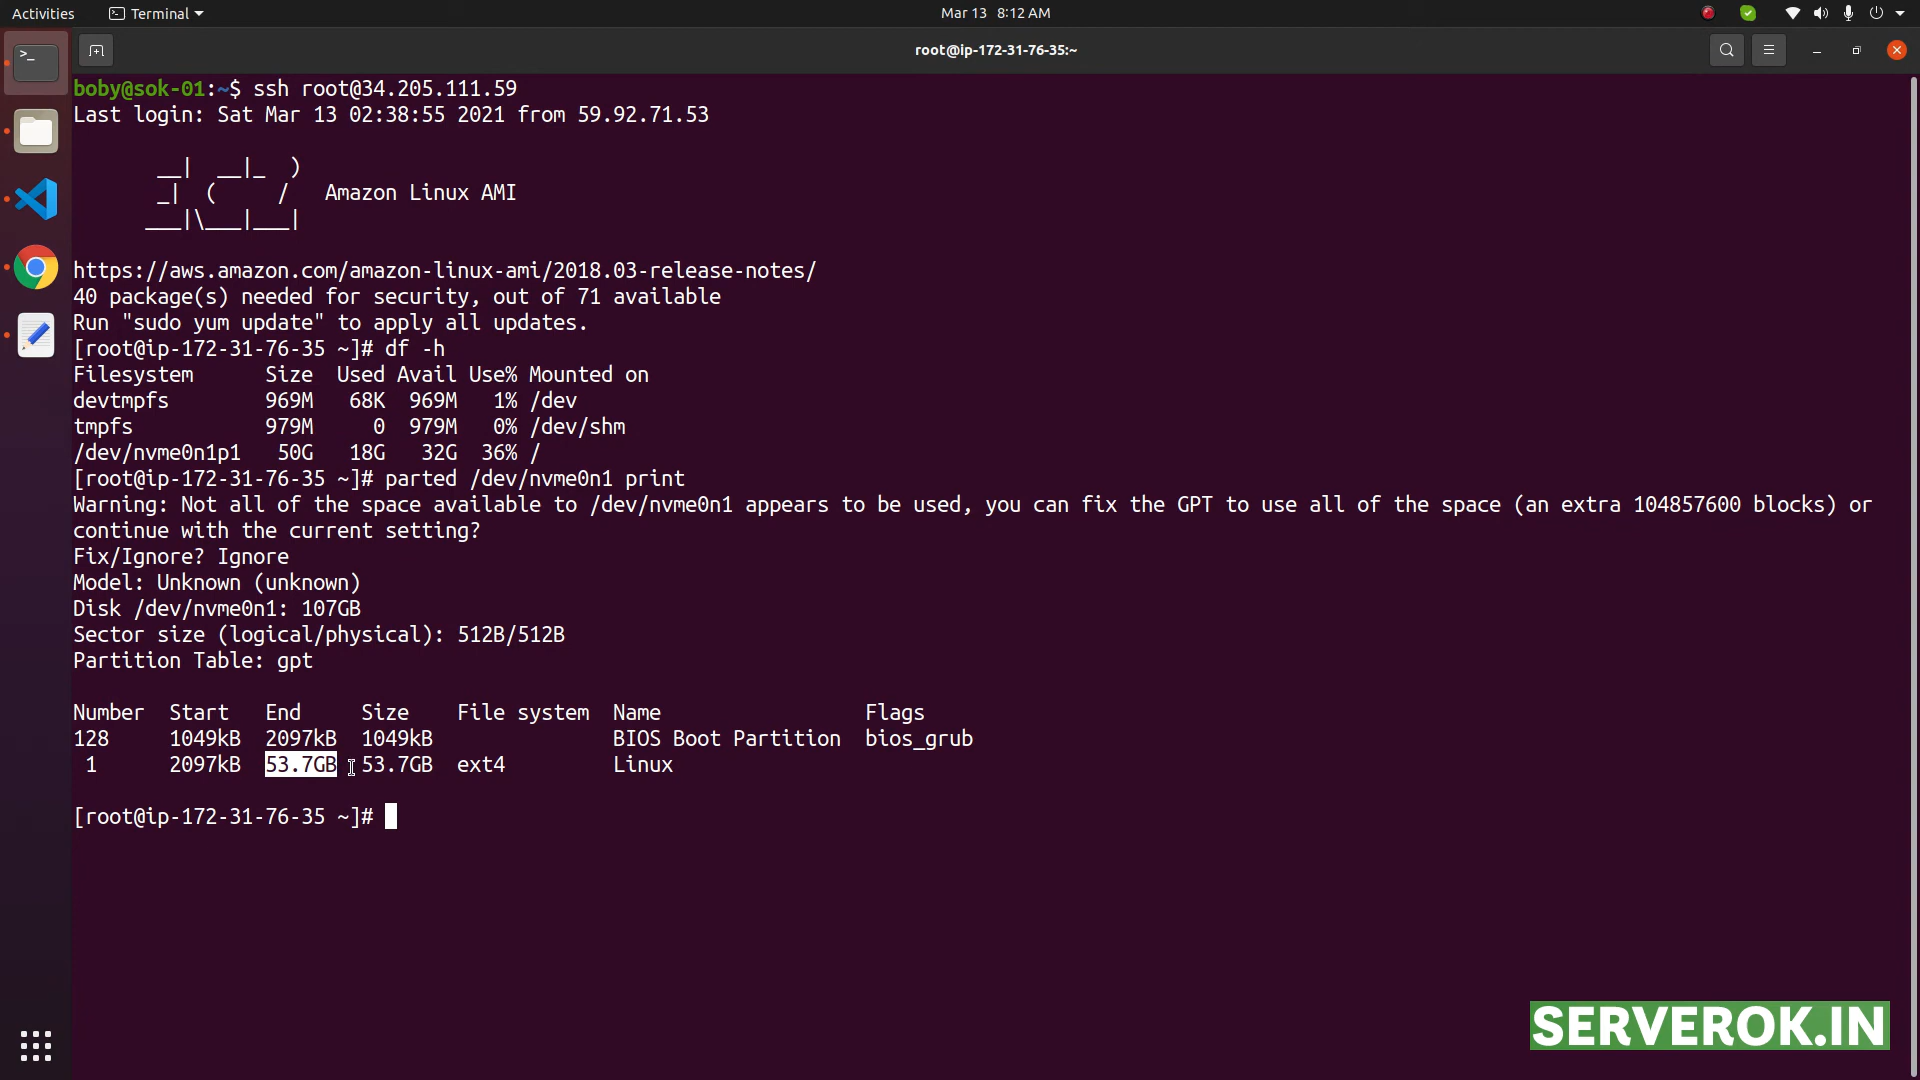 Activities
Terminal
Mar 13 8:12 AM
root@ip-172-31-76-35:~
boby@sok-01:~$ ssh root@34.205.111.59
Last login: Sat Mar 13 02:38:55 2021 from 59.92.71.53
       __|  __|_  )
       _|  (     /   Amazon Linux AMI
      ___|\___|___|
https://aws.amazon.com/amazon-linux-ami/2018.03-release-notes/
40 package(s) needed for security, out of 71 available
Run "sudo yum update" to apply all updates.
[root@ip-172-31-76-35 ~]# df -h
Filesystem      Size  Used Avail Use% Mounted on
devtmpfs        969M   68K  969M   1% /dev
tmpfs           979M     0  979M   0% /dev/shm
/dev/nvme0n1p1   50G   18G   32G  36% /
[root@ip-172-31-76-35 ~]# parted /dev/nvme0n1 print
Warning: Not all of the space available to /dev/nvme0n1 appears to be used, you can fix the GPT to use all of the space (an extra 104857600 blocks) or
continue with the current setting?
Fix/Ignore? Ignore
Model: Unknown (unknown)
Disk /dev/nvme0n1: 107GB
Sector size (logical/physical): 512B/512B
Partition Table: gpt
Number  Start   End     Size    File system  Name                 Flags
128     1049kB  2097kB  1049kB               BIOS Boot Partition  bios_grub
 1      2097kB  53.7GB  53.7GB  ext4         Linux
[root@ip-172-31-76-35 ~]#
SERVEROK.IN